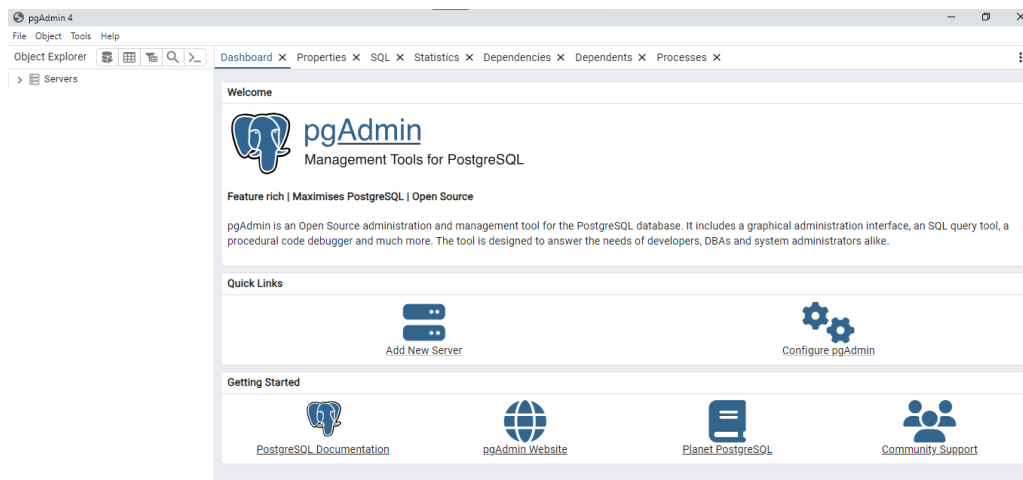 pgAdmin 4
File Object Tools Help
Object Explorer
Dashboard Properties SQL Statistics Dependencies Dependents Processes
Servers
Welcome
pgAdmin
Management Tools for PostgreSQL
Feature rich | Maximises PostgreSQL | Open Source
pgAdmin is an Open Source administration and management tool for the PostgreSQL database. It includes a graphical administration interface, an SQL query tool, a
procedural code debugger and much more. The tool is designed to answer the needs of developers, DBAs and system administrators alike.
Quick Links
Add New Server Configure pgAdmin
Getting Started
PostgreSQL Documentation pgAdmin Website Planet PostgreSQL Community Support